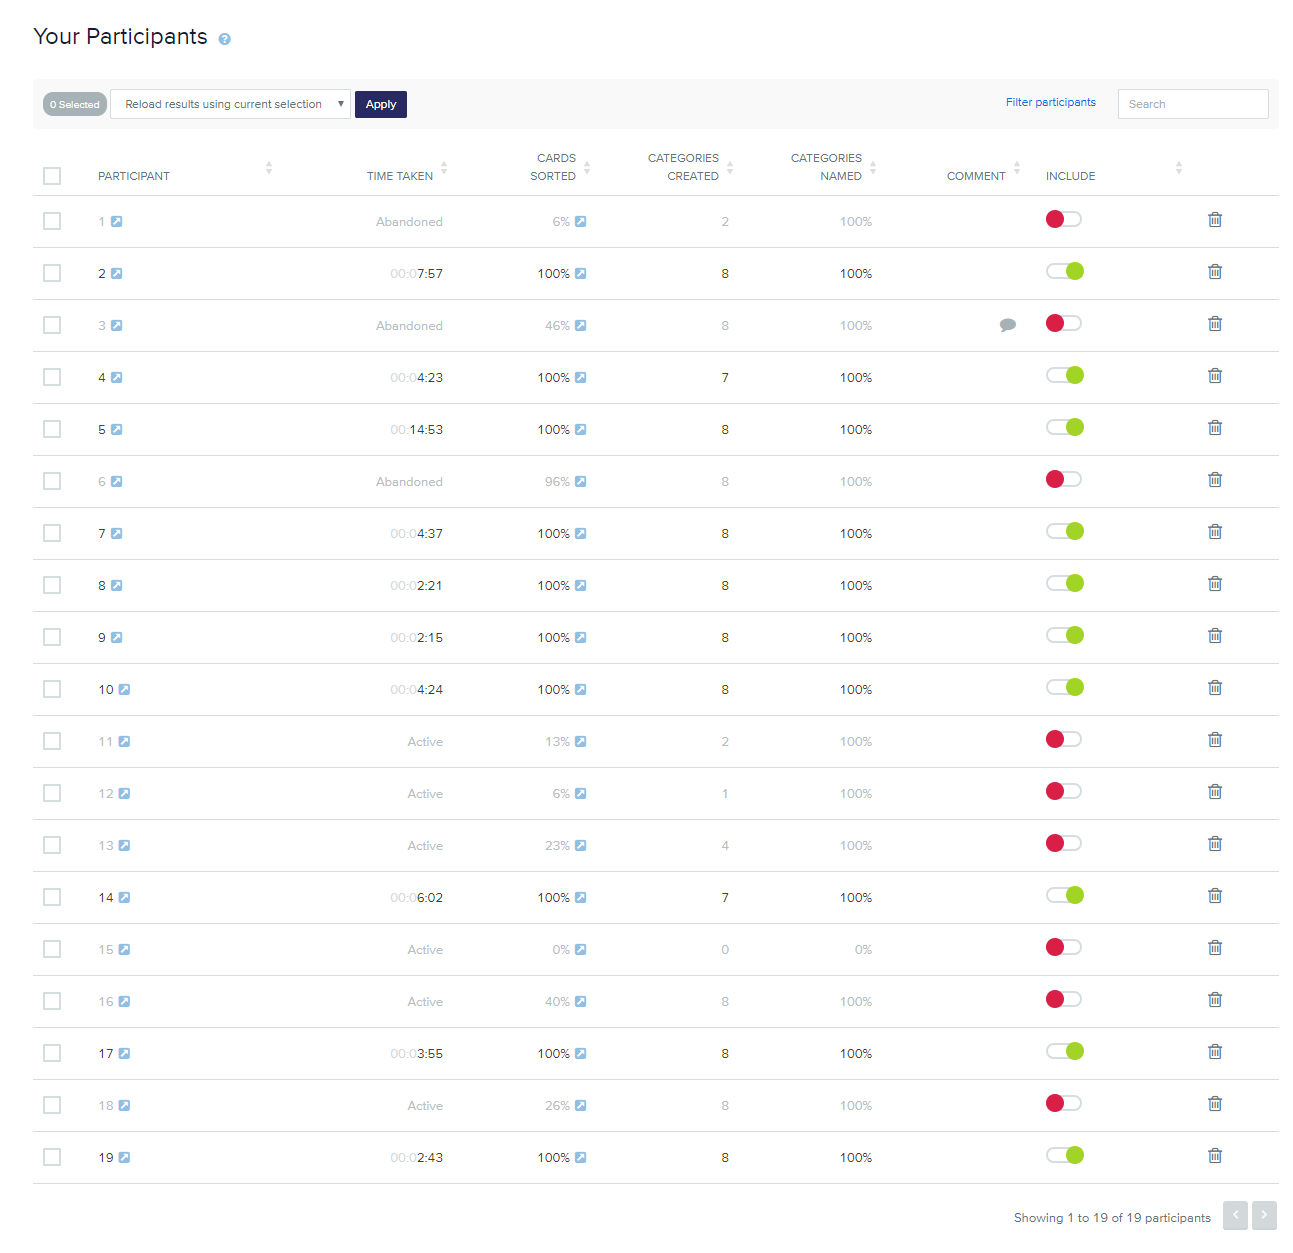 Your Participants ?
0 Selected Reload results using current selection Apply Filter participants Search
PARTICIPANT TIME TAKEN CARDS SORTED CATEGORIES CREATED CATEGORIES NAMED COMMENT INCLUDE
1 Abandoned 6% 2 100%
2 00:07:57 100% 8 100%
3 Abandoned 46% 8 100%
4 00:04:23 100% 7 100%
5 00:14:53 100% 8 100%
6 Abandoned 96% 8 100%
7 00:04:37 100% 8 100%
8 00:02:21 100% 8 100%
9 00:02:15 100% 8 100%
10 00:04:24 100% 8 100%
11 Active 13% 2 100%
12 Active 6% 1 100%
13 Active 23% 4 100%
14 00:06:02 100% 7 100%
15 Active 0% 0 0%
16 Active 40% 8 100%
17 00:03:55 100% 8 100%
18 Active 26% 8 100%
19 00:02:43 100% 8 100%
Showing 1 to 19 of 19 participants